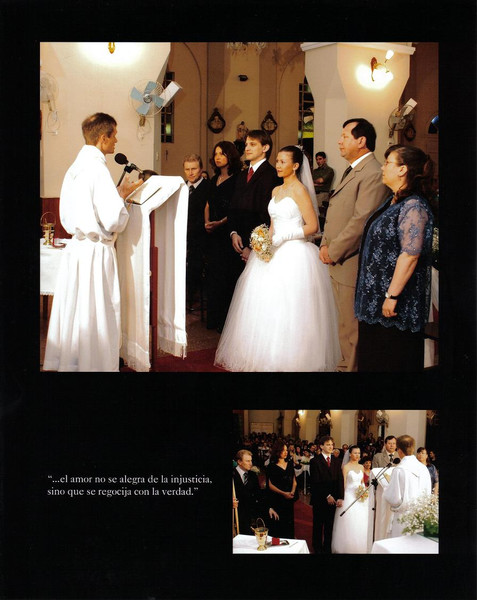 “...el amor no se alegra de la injusticia,
sino que se regocija con la verdad.”